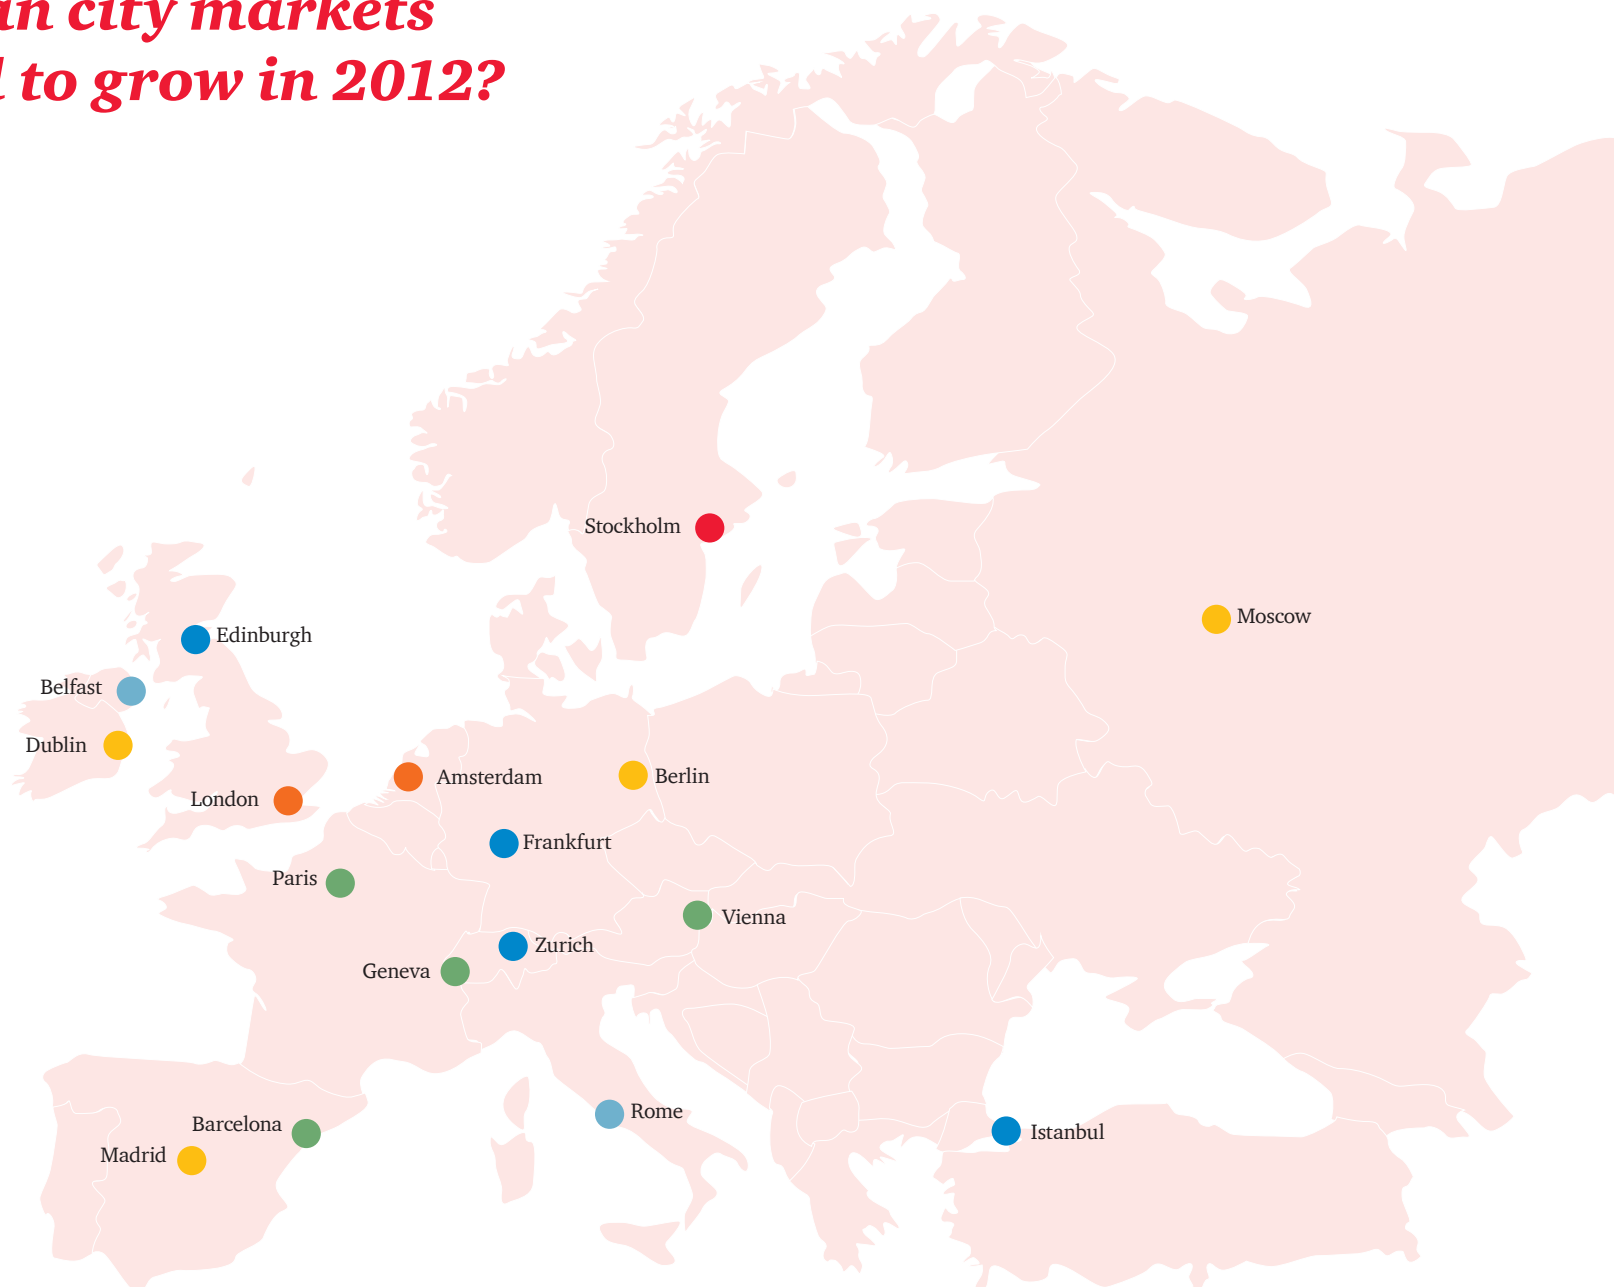 an city markets
to grow in 2012?
Stockholm
Moscow
Edinburgh
Belfast
Dublin
Amsterdam
Berlin
London
Frankfurt
Paris
Vienna
Zurich
Geneva
Rome
Barcelona
Istanbul
Madrid